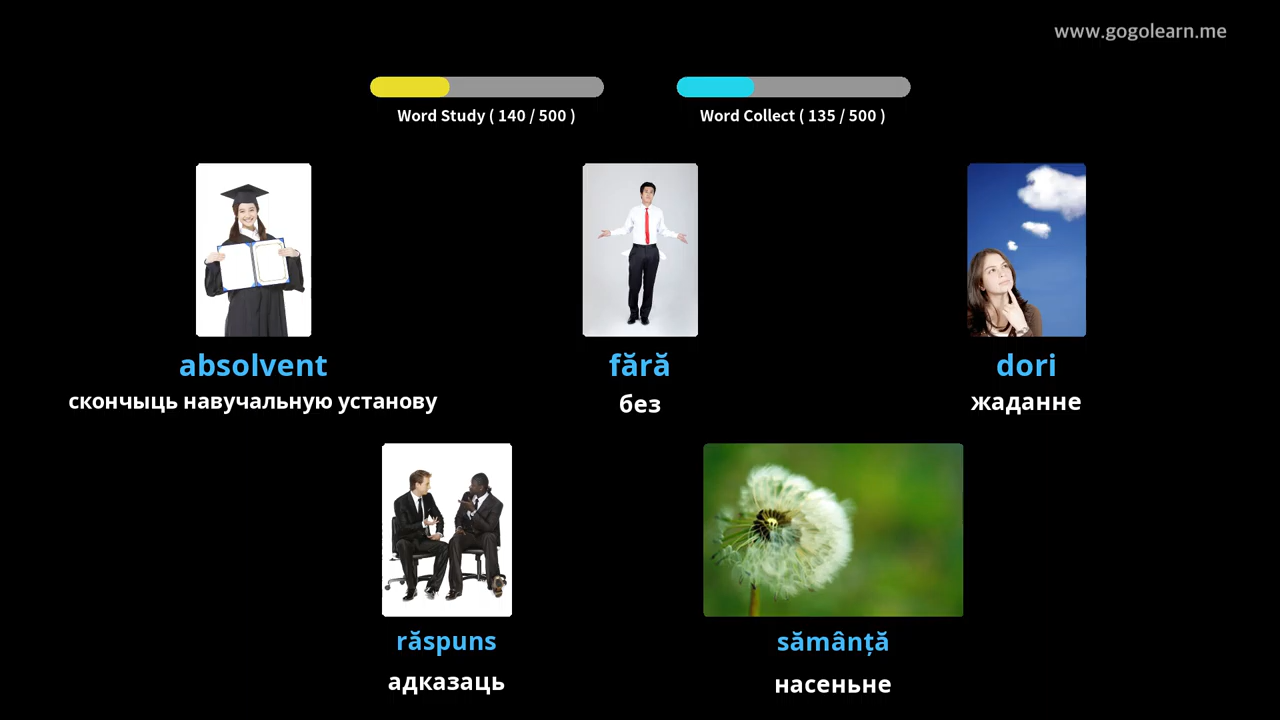 www.gogolearn.me
Word Study ( 140 / 500 )
Word Collect ( 135 / 500 )
absolvent
скончыць навучальную установу
fără
без
dori
жаданне
răspuns
адказаць
sămânță
насеньне